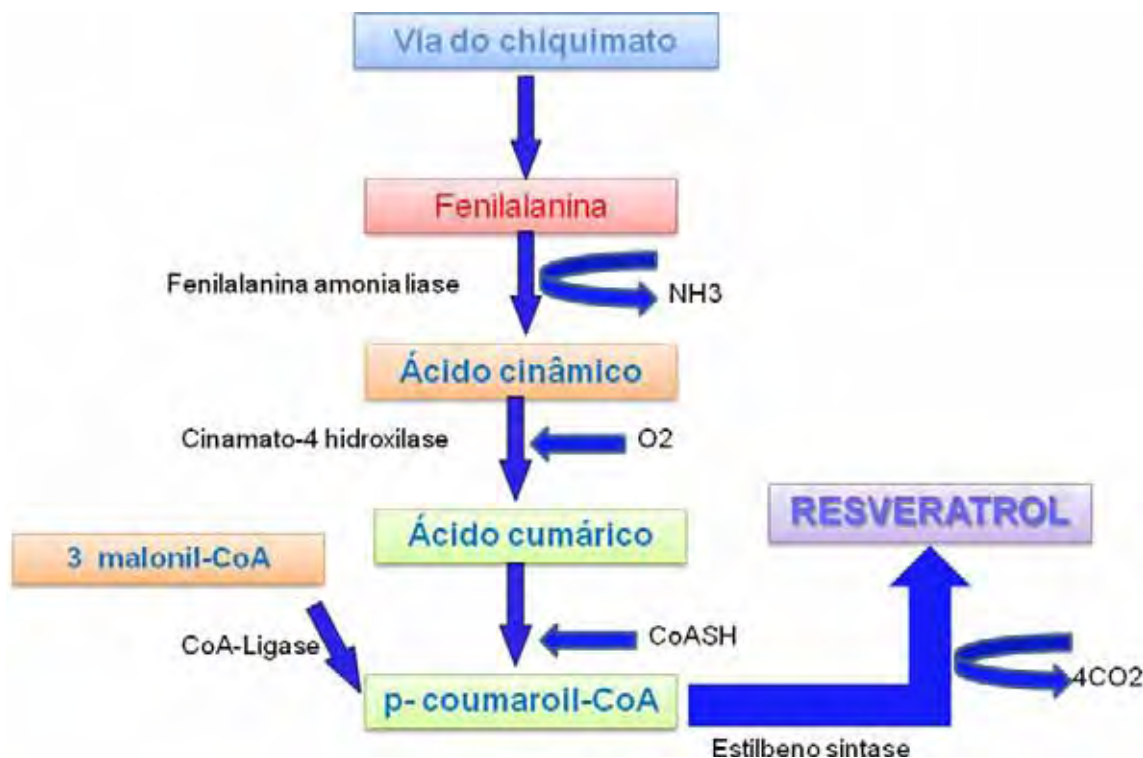 Via do chiquimato
Fenilalanina
Fenilalanina amonia liase
NH3
Ácido cinâmico
Cinamato-4 hidroxilase
O2
RESVERATROL
Ácido cumárico
3 malonil-CoA
CoA-Ligase
CoASH
p- coumaroil-CoA
4CO2
Estilbeno sintase